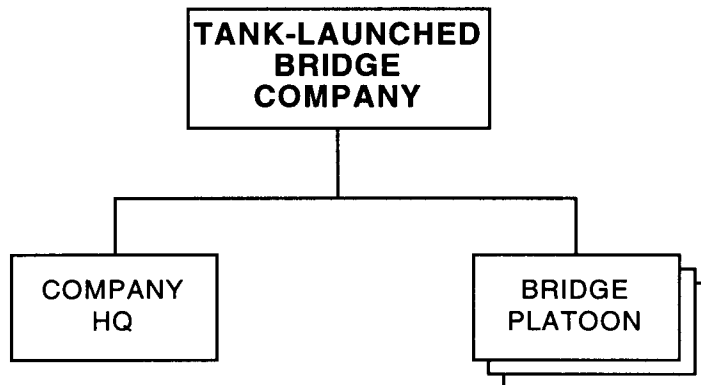 TANK-LAUNCHED
BRIDGE
COMPANY
COMPANY
HQ
BRIDGE
PLATOON